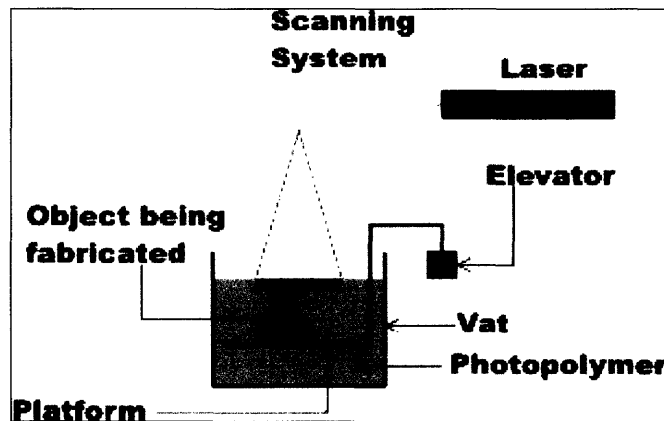 Scanning
System
Laser
Elevator
Object being
fabricated
Vat
Photopolymer
Platform